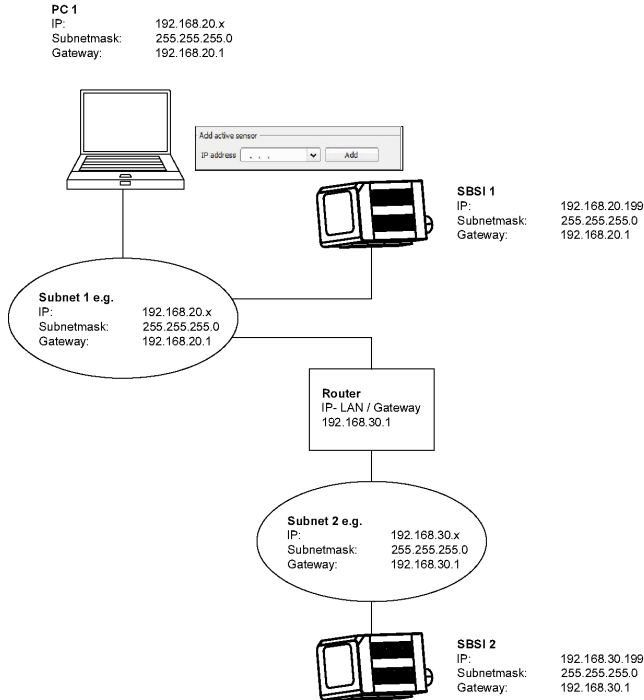 PC 1
IP: 192.168.20.x
Subnetmask: 255.255.255.0
Gateway: 192.168.20.1
Add active sensor
IP address . . . Add
SBSI 1
IP: 192.168.20.199
Subnetmask: 255.255.255.0
Gateway: 192.168.20.1
Subnet 1 e.g.
IP: 192.168.20.x
Subnetmask: 255.255.255.0
Gateway: 192.168.20.1
Router
IP- LAN / Gateway
192.168.30.1
Subnet 2 e.g.
IP: 192.168.30.x
Subnetmask: 255.255.255.0
Gateway: 192.168.30.1
SBSI 2
IP: 192.168.30.199
Subnetmask: 255.255.255.0
Gateway: 192.168.30.1